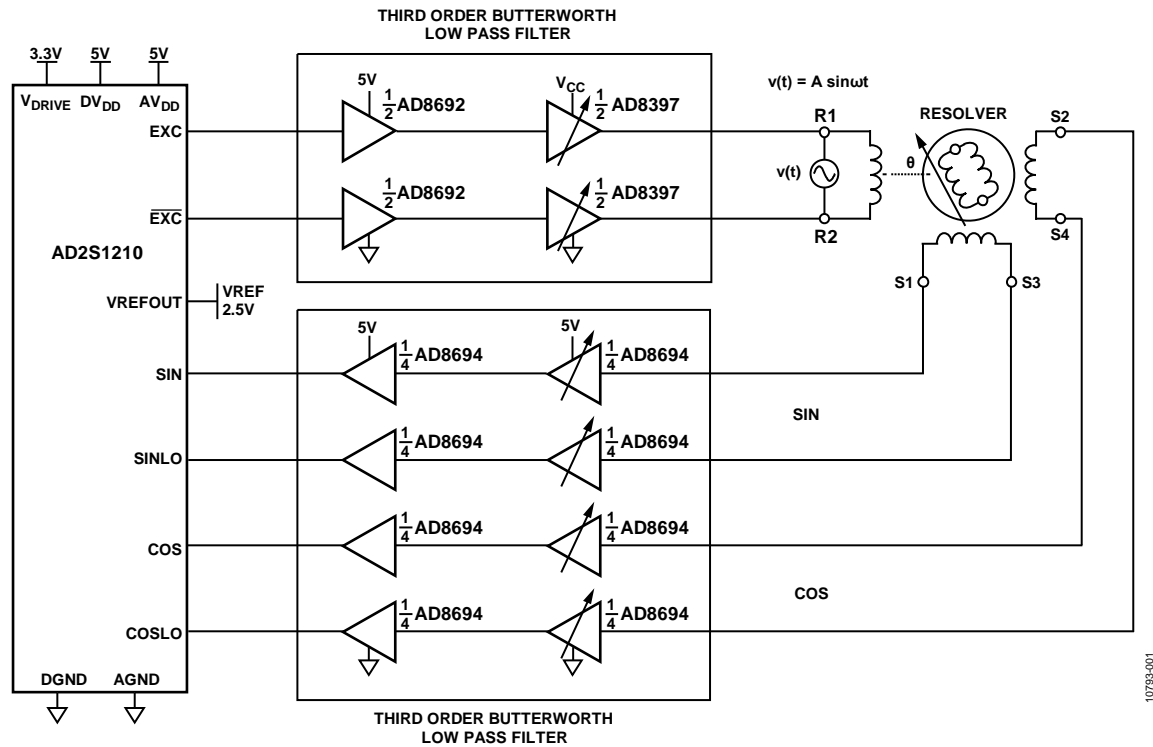 THIRD ORDER BUTTERWORTH
LOW PASS FILTER
3.3V 5V 5V
VDRIVE DVDD AVDD
EXC
EXC
AD2S1210
VREFOUT
VREF
2.5V
SIN
SINLO
COS
COSLO
DGND AGND
5V
1/2 AD8692
VCC
1/2 AD8397
1/2 AD8692
1/2 AD8397
v(t) = A sinωt
R1
v(t)
R2
θ
RESOLVER
S2
S4
S1
S3
5V
1/4 AD8694
5V
1/4 AD8694
SIN
1/4 AD8694
1/4 AD8694
1/4 AD8694
1/4 AD8694
COS
1/4 AD8694
1/4 AD8694
THIRD ORDER BUTTERWORTH
LOW PASS FILTER
10793-001